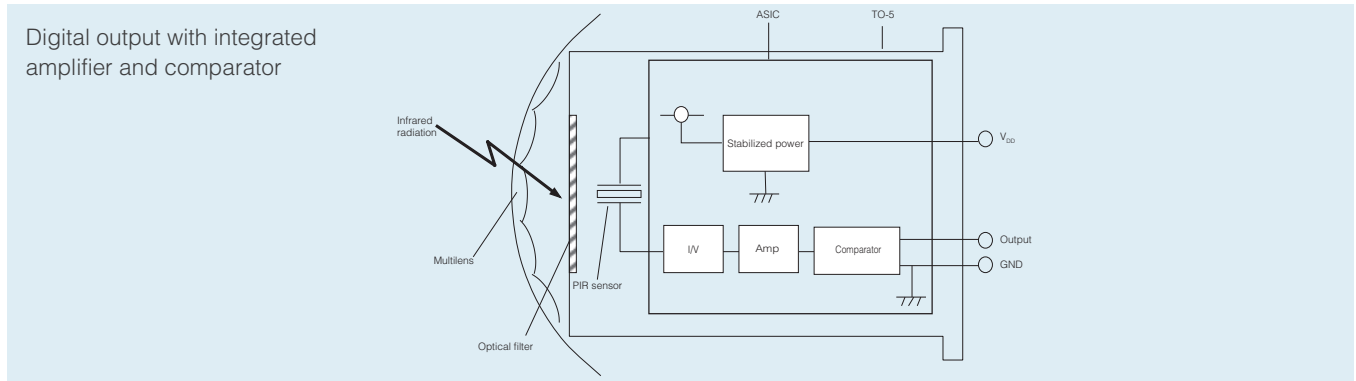 Digital output with integrated
amplifier and comparator
ASIC
TO-5
Infrared
radiation
Stabilized power
V_DD
I/V
Amp
Comparator
Output
GND
Multilens
PIR sensor
Optical filter